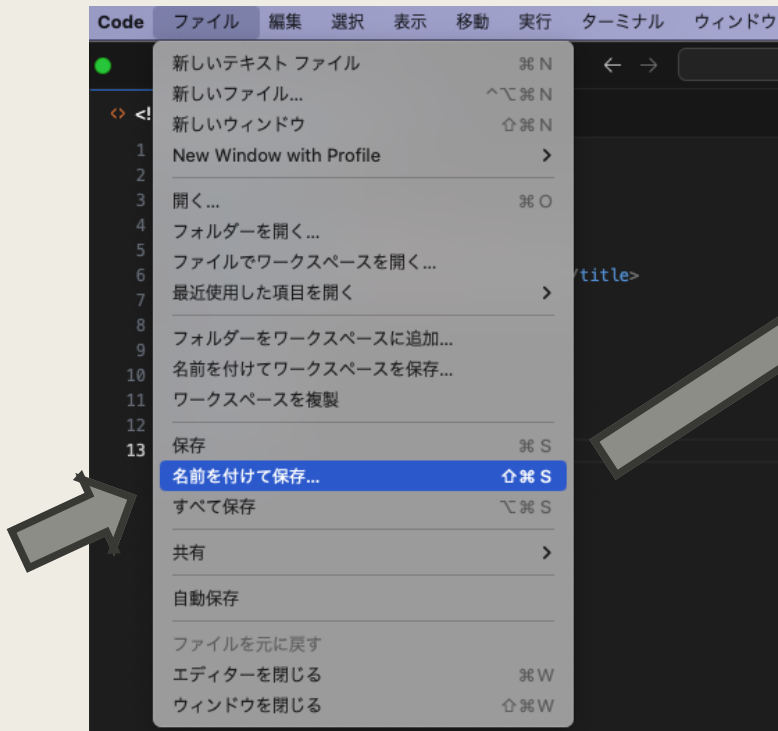 Code ファイル 編集 選択 表示 移動 実行 ターミナル ウィンドウ
新しいテキスト ファイル ⌘ N
新しいファイル... ^⌥⌘ N
新しいウィンドウ ⇧⌘ N
New Window with Profile >
開く... ⌘ O
フォルダーを開く...
ファイルでワークスペースを開く...
最近使用した項目を開く >
フォルダーをワークスペースに追加...
名前を付けてワークスペースを保存...
ワークスペースを複製
保存 ⌘ S
名前を付けて保存... ⇧⌘ S
すべて保存 ⌥⌘ S
共有 >
自動保存
ファイルを元に戻す
エディターを閉じる ⌘ W
ウィンドウを閉じる ⇧⌘ W
← →
<> <!
1
2
3
4
5
6 /title>
7
8
9
10
11
12
13